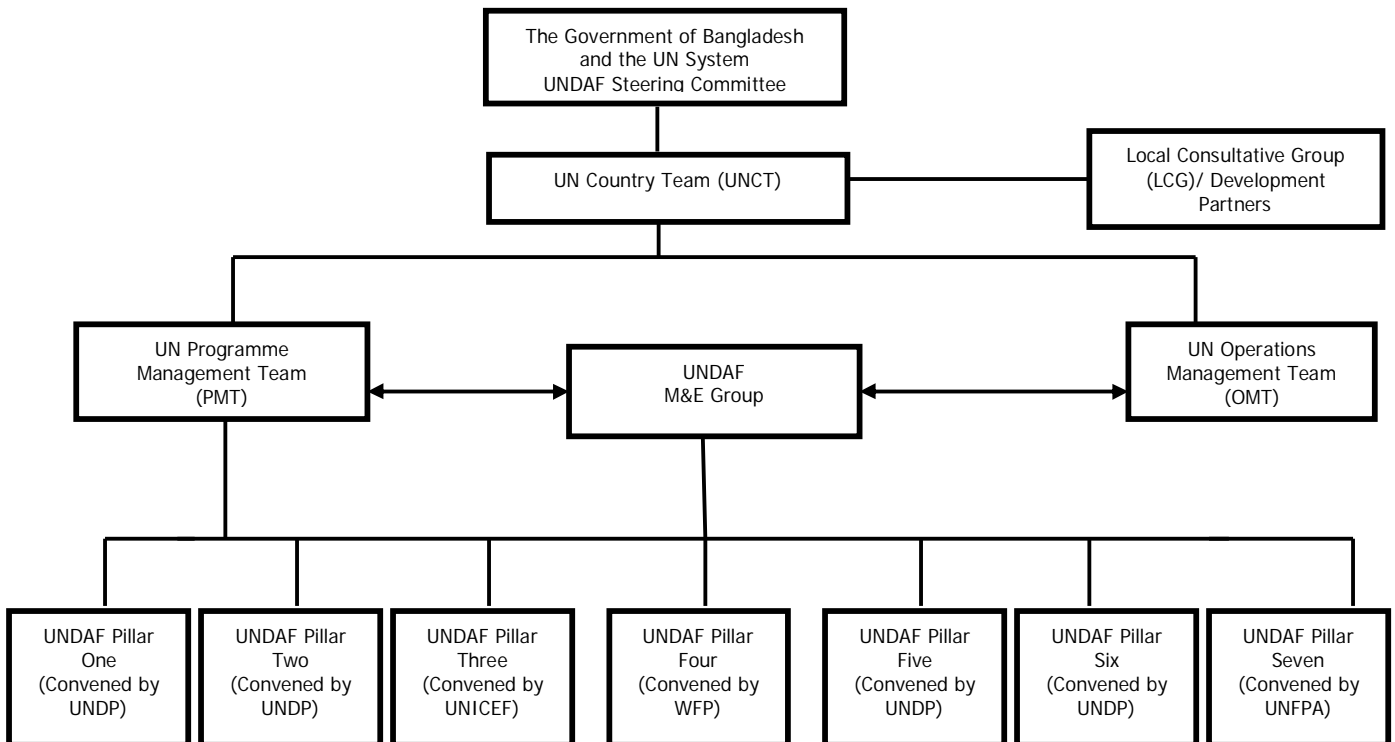 The Government of Bangladesh
and the UN System
UNDAF Steering Committee
UN Country Team (UNCT)
Local Consultative Group
(LCG)/ Development
Partners
UN Programme
Management Team
(PMT)
UNDAF
M&E Group
UN Operations
Management Team
(OMT)
UNDAF Pillar
One
(Convened by
UNDP)
UNDAF Pillar
Two
(Convened by
UNDP)
UNDAF Pillar
Three
(Convened by
UNICEF)
UNDAF Pillar
Four
(Convened by
WFP)
UNDAF Pillar
Five
(Convened by
UNDP)
UNDAF Pillar
Six
(Convened by
UNDP)
UNDAF Pillar
Seven
(Convened by
UNFPA)